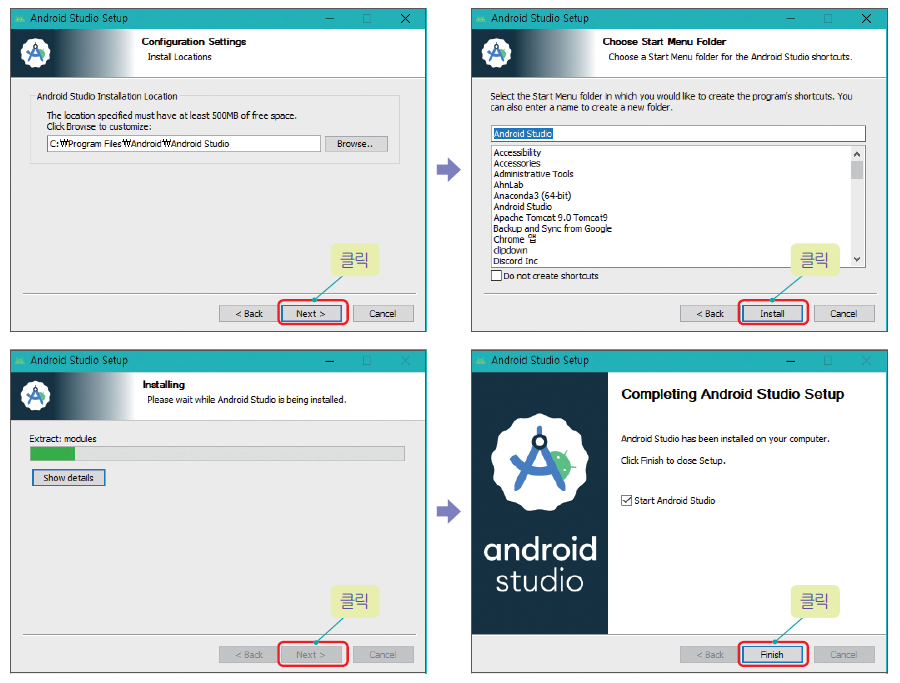 Android Studio Setup
Configuration Settings
Install Locations
Android Studio Installation Location
The location specified must have at least 500MB of free space.
Click Browse to customize:
C:₩Program Files₩Android₩Android Studio
Browse..
클릭
< Back
Next >
Cancel
Android Studio Setup
Choose Start Menu Folder
Choose a Start Menu folder for the Android Studio shortcuts.
Select the Start Menu folder in which you would like to create the program's shortcuts. You
can also enter a name to create a new folder.
Android Studio
Accessibility
Accessories
Administrative Tools
AhnLab
Anaconda3 (64-bit)
Android Studio
Apache Tomcat 9.0 Tomcat9
Backup and Sync from Google
Chrome 앱
clipdown
Discord Inc
클릭
Do not create shortcuts
< Back
Install
Cancel
Android Studio Setup
Installing
Please wait while Android Studio is being installed.
Extract: modules
Show details
클릭
< Back
Next >
Cancel
Android Studio Setup
Completing Android Studio Setup
Android Studio has been installed on your computer.
Click Finish to close Setup.
Start Android Studio
android
studio
클릭
< Back
Finish
Cancel